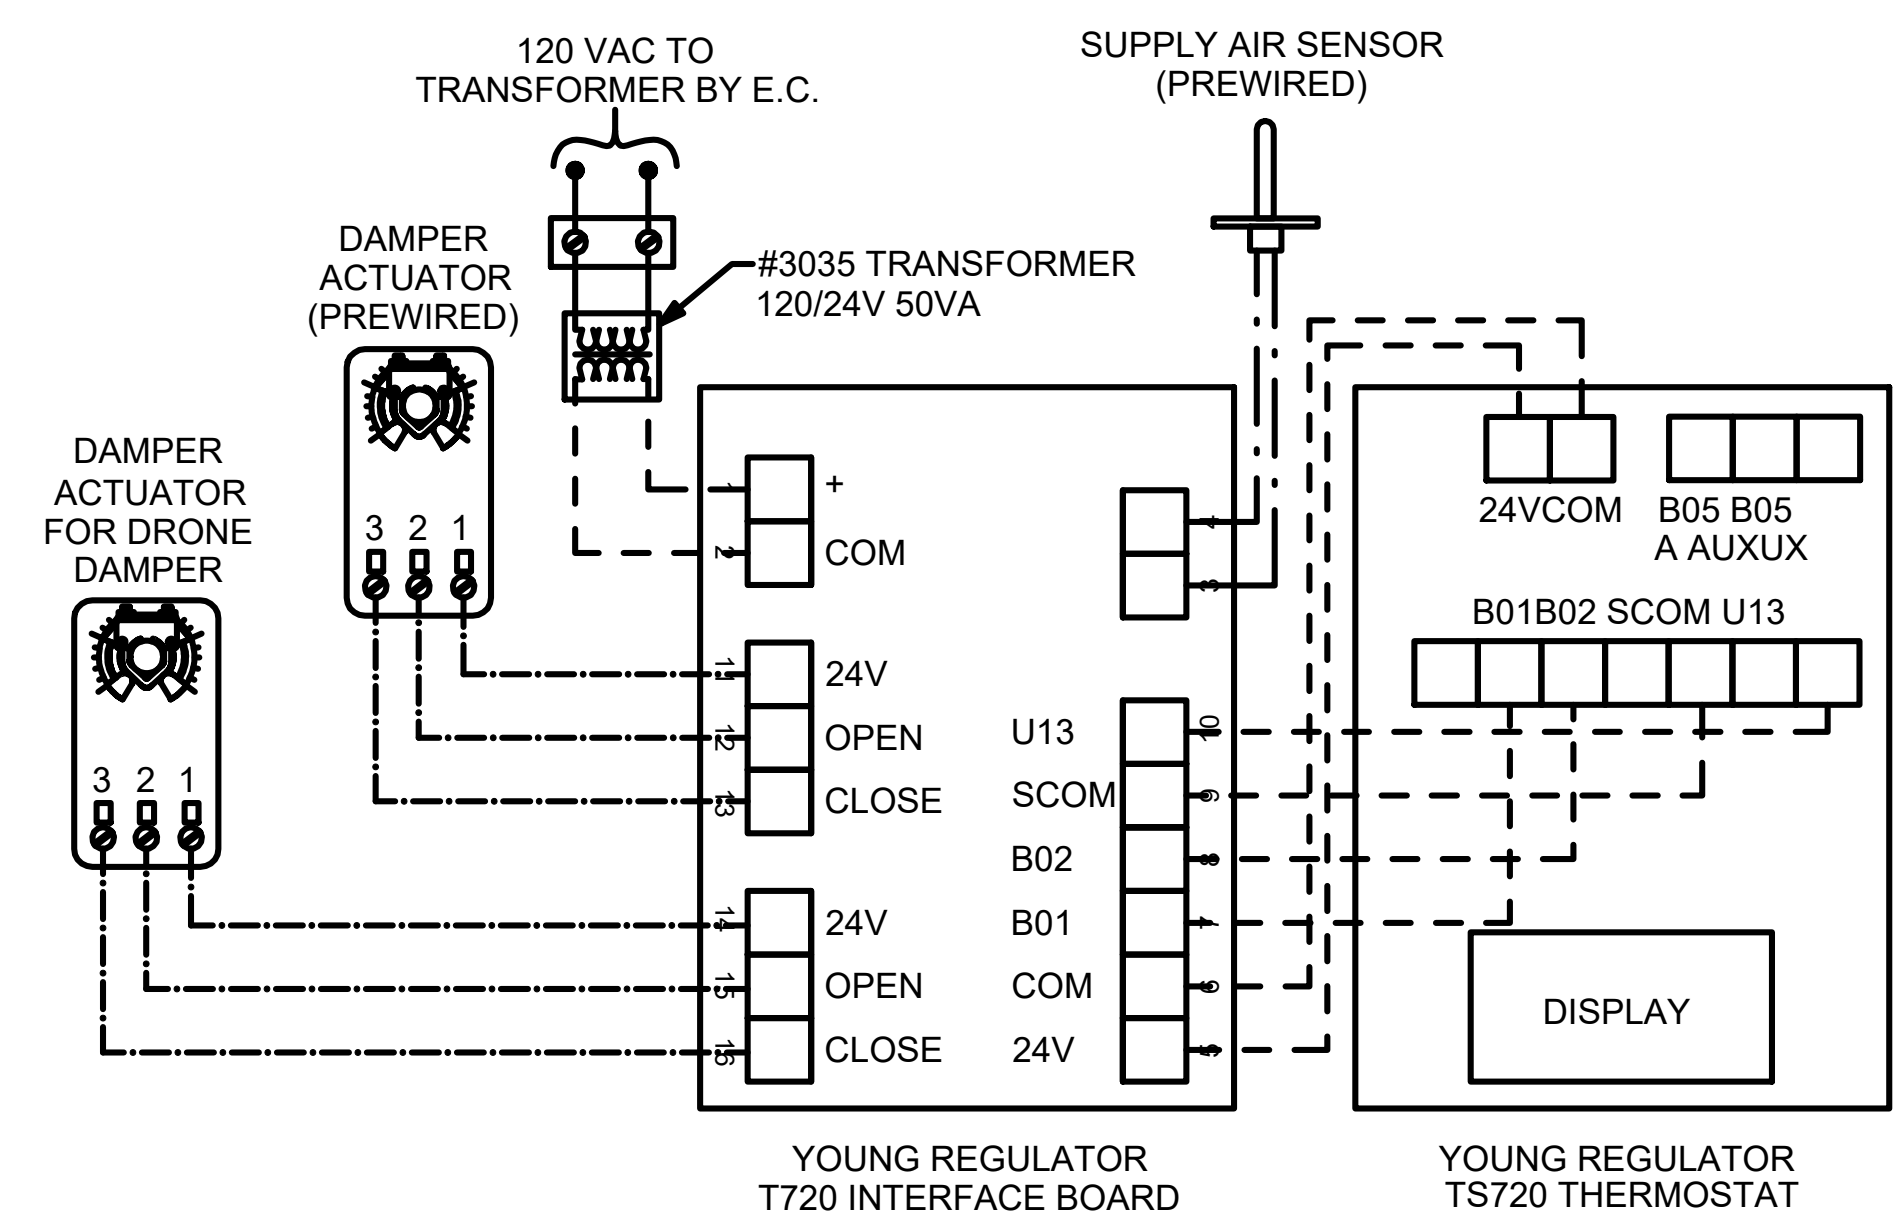 120 VAC TO
TRANSFORMER BY E.C.
SUPPLY AIR SENSOR
(PREWIRED)
DAMPER
ACTUATOR
(PREWIRED)
#3035 TRANSFORMER
120/24V 50VA
DAMPER
ACTUATOR
FOR DRONE
DAMPER
3 2 1
3 2 1
1 +
2 COM
11 24V
12 OPEN
13 CLOSE
14 24V
15 OPEN
16 CLOSE
4
3
U13 10
SCOM 9
B02 8
B01 7
COM 6
24V 5
24VCOM
B05 B05
A AUXUX
B01B02 SCOM U13
DISPLAY
YOUNG REGULATOR
T720 INTERFACE BOARD
YOUNG REGULATOR
TS720 THERMOSTAT